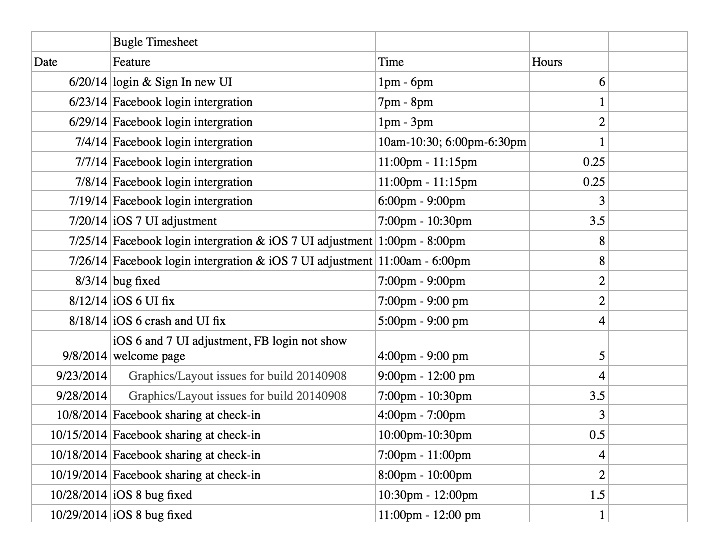 Bugle Timesheet
Date Feature Time Hours
6/20/14 login & Sign In new UI 1pm - 6pm 6
6/23/14 Facebook login intergration 7pm - 8pm 1
6/29/14 Facebook login intergration 1pm - 3pm 2
7/4/14 Facebook login intergration 10am-10:30; 6:00pm-6:30pm 1
7/7/14 Facebook login intergration 11:00pm - 11:15pm 0.25
7/8/14 Facebook login intergration 11:00pm - 11:15pm 0.25
7/19/14 Facebook login intergration 6:00pm - 9:00pm 3
7/20/14 iOS 7 UI adjustment 7:00pm - 10:30pm 3.5
7/25/14 Facebook login intergration & iOS 7 UI adjustment 1:00pm - 8:00pm 8
7/26/14 Facebook login intergration & iOS 7 UI adjustment 11:00am - 6:00pm 8
8/3/14 bug fixed 7:00pm - 9:00pm 2
8/12/14 iOS 6 UI fix 7:00pm - 9:00 pm 2
8/18/14 iOS 6 crash and UI fix 5:00pm - 9:00 pm 4
iOS 6 and 7 UI adjustment, FB login not show
9/8/2014 welcome page 4:00pm - 9:00 pm 5
9/23/2014 Graphics/Layout issues for build 20140908 9:00pm - 12:00 pm 4
9/28/2014 Graphics/Layout issues for build 20140908 7:00pm - 10:30pm 3.5
10/8/2014 Facebook sharing at check-in 4:00pm - 7:00pm 3
10/15/2014 Facebook sharing at check-in 10:00pm-10:30pm 0.5
10/18/2014 Facebook sharing at check-in 7:00pm - 11:00pm 4
10/19/2014 Facebook sharing at check-in 8:00pm - 10:00pm 2
10/28/2014 iOS 8 bug fixed 10:30pm - 12:00pm 1.5
10/29/2014 iOS 8 bug fixed 11:00pm - 12:00 pm 1